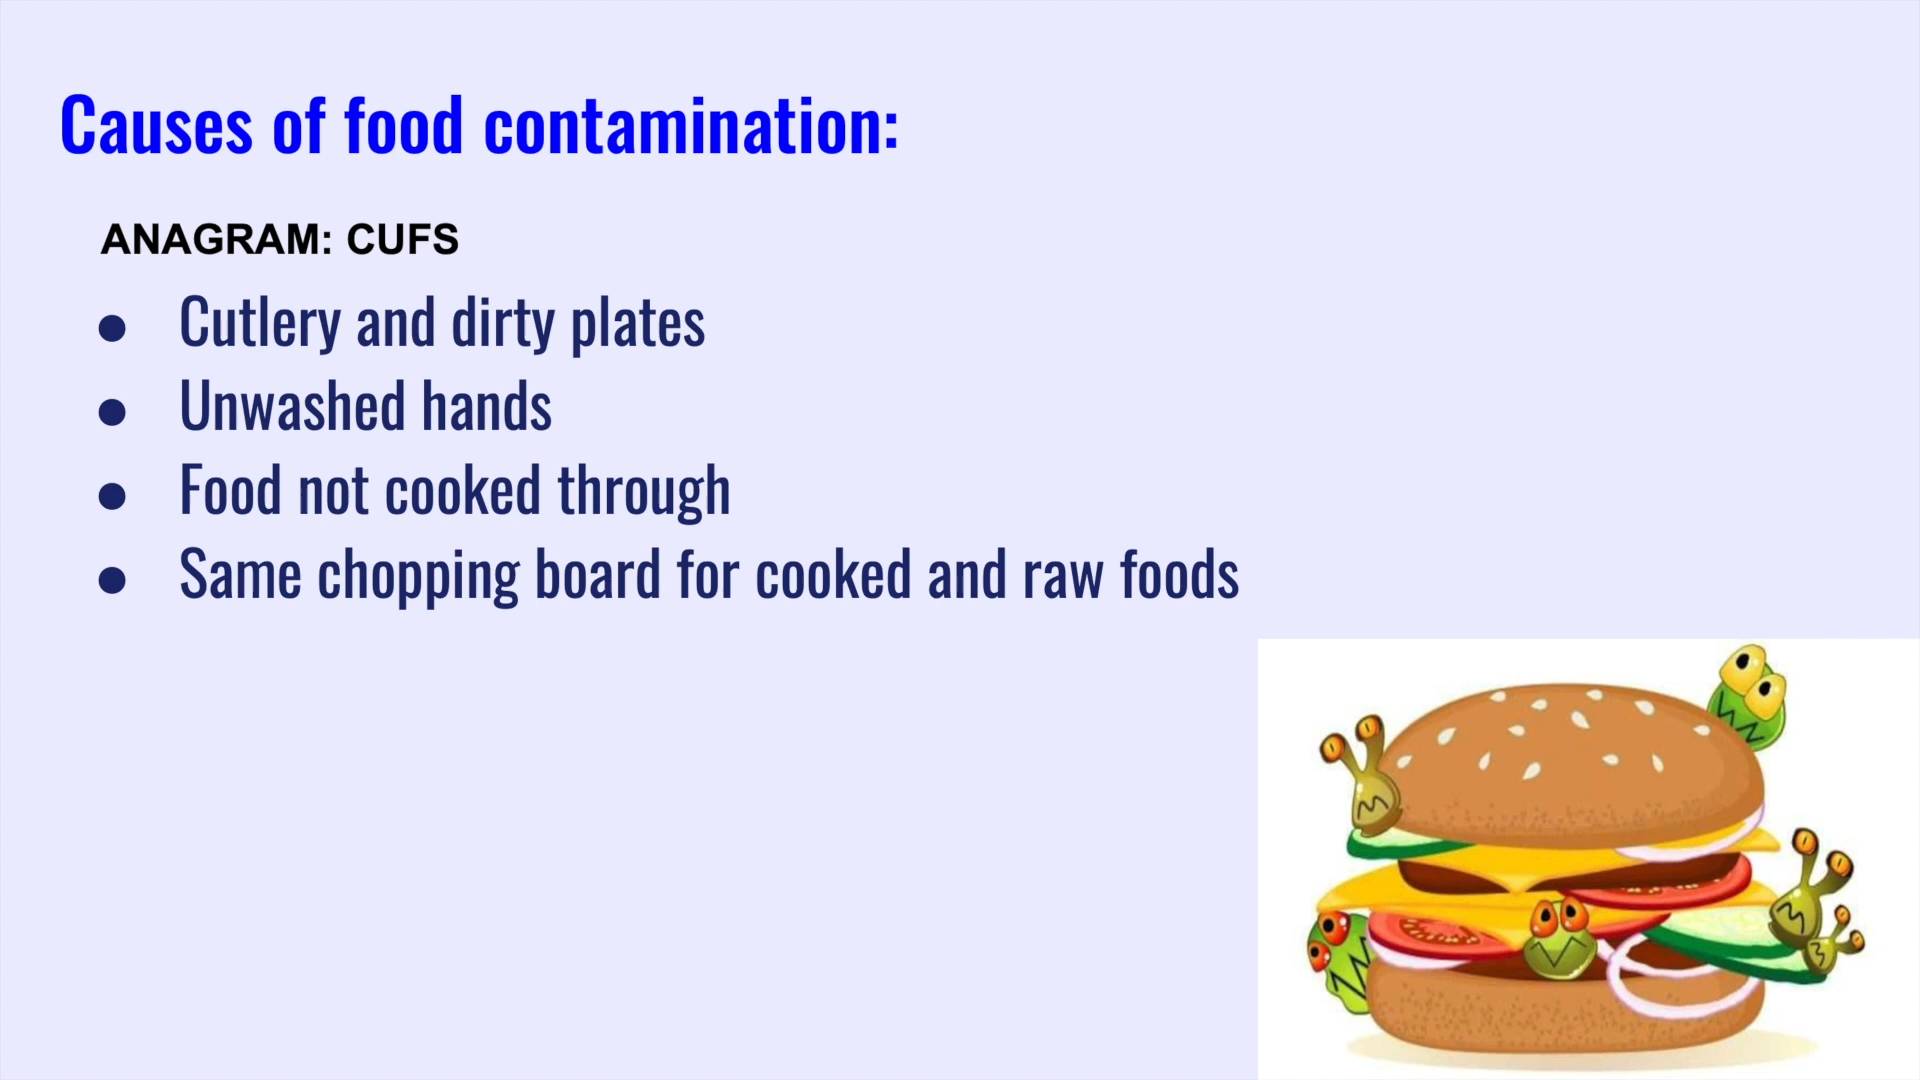 Causes of food contamination:
ANAGRAM: CUFS
● Cutlery and dirty plates
● Unwashed hands
● Food not cooked through
● Same chopping board for cooked and raw foods